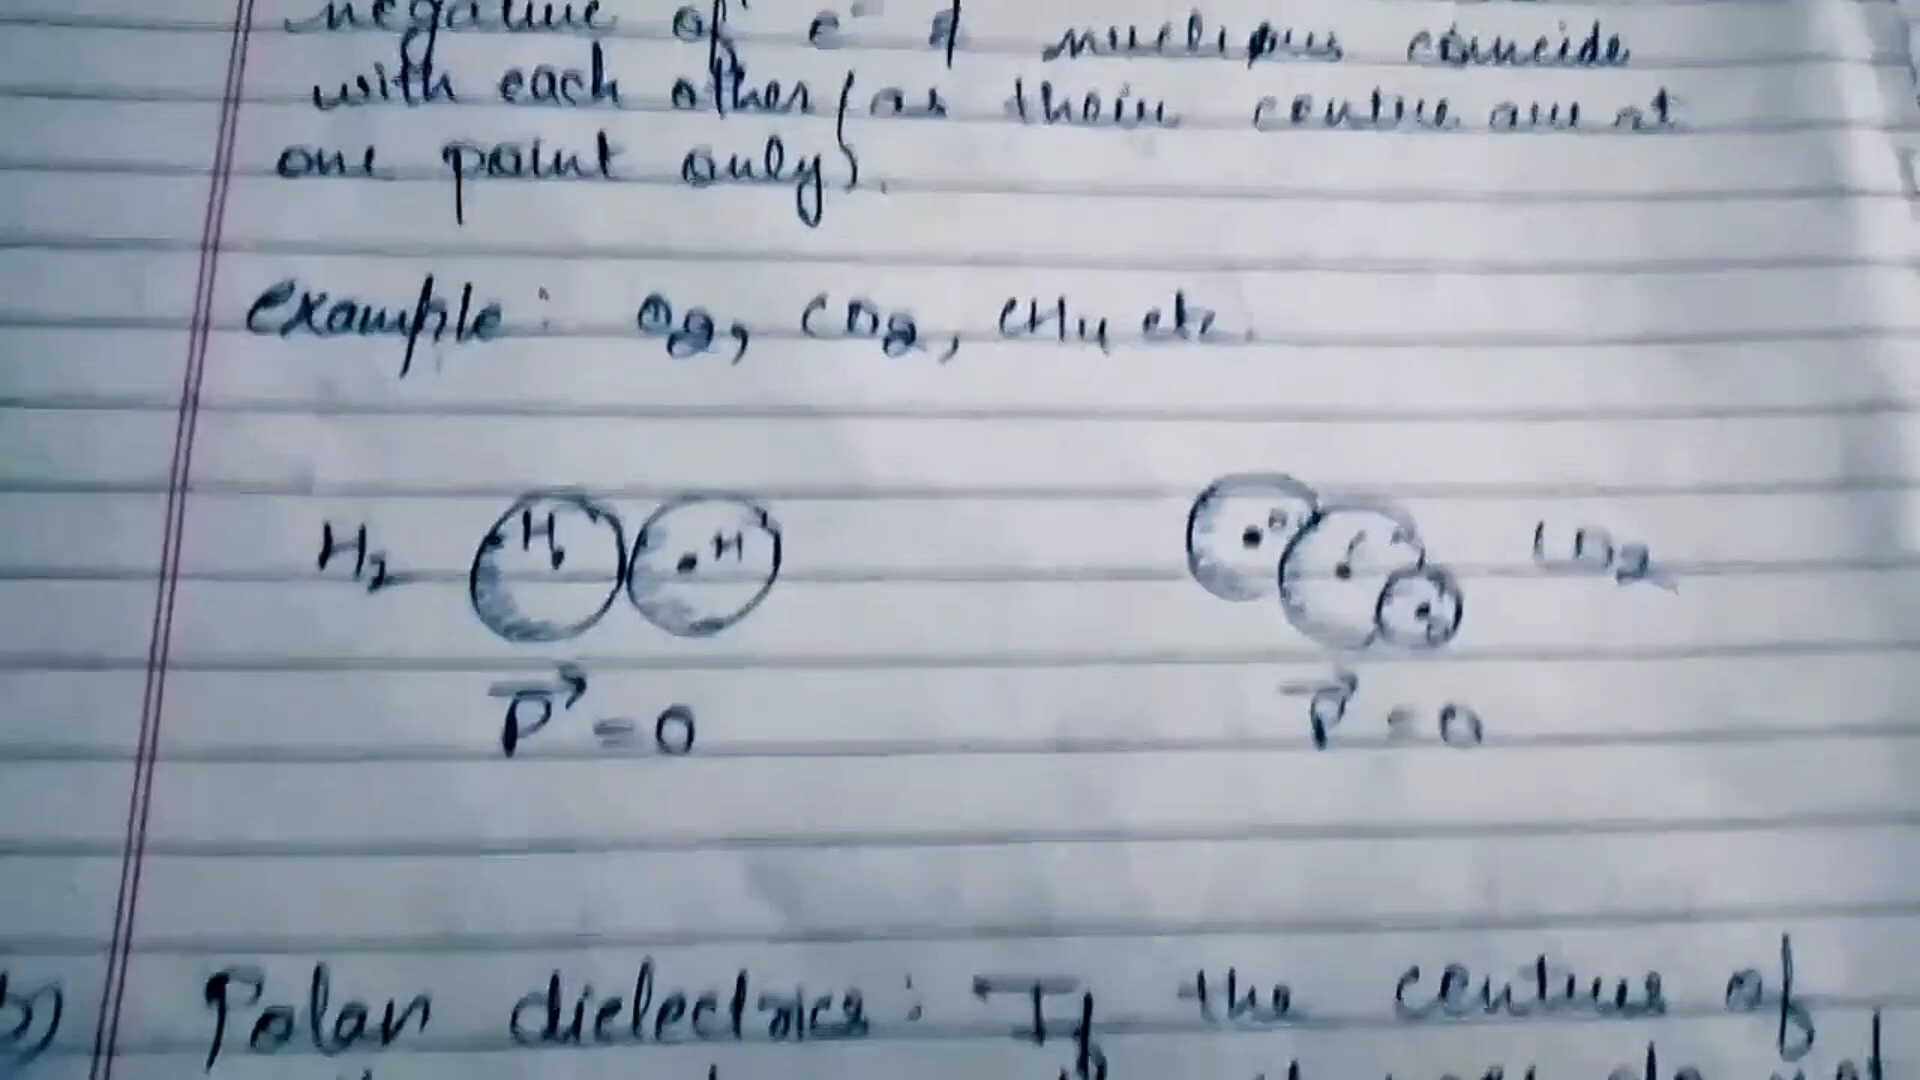 negative of e⁻ &
coincide
with each other (as their centre are at
one point only).
example: O2, CO2, CH4 etc.
H2 H H C CO2
P⃗ = 0 P⃗ = 0
b) Polar dielectrics: If the centres of